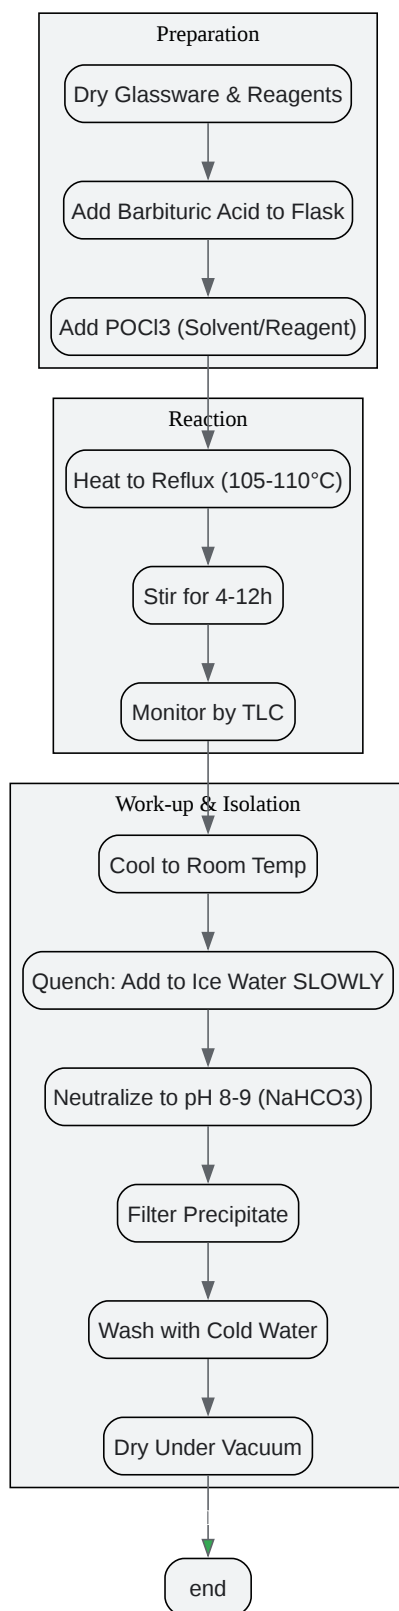 Preparation
Dry Glassware & Reagents
Add Barbituric Acid to Flask
Add POCl3 (Solvent/Reagent)
Reaction
Heat to Reflux (105-110°C)
Stir for 4-12h
Monitor by TLC
Work-up & Isolation
Cool to Room Temp
Quench: Add to Ice Water SLOWLY
Neutralize to pH 8-9 (NaHCO3)
Filter Precipitate
Wash with Cold Water
Dry Under Vacuum
end